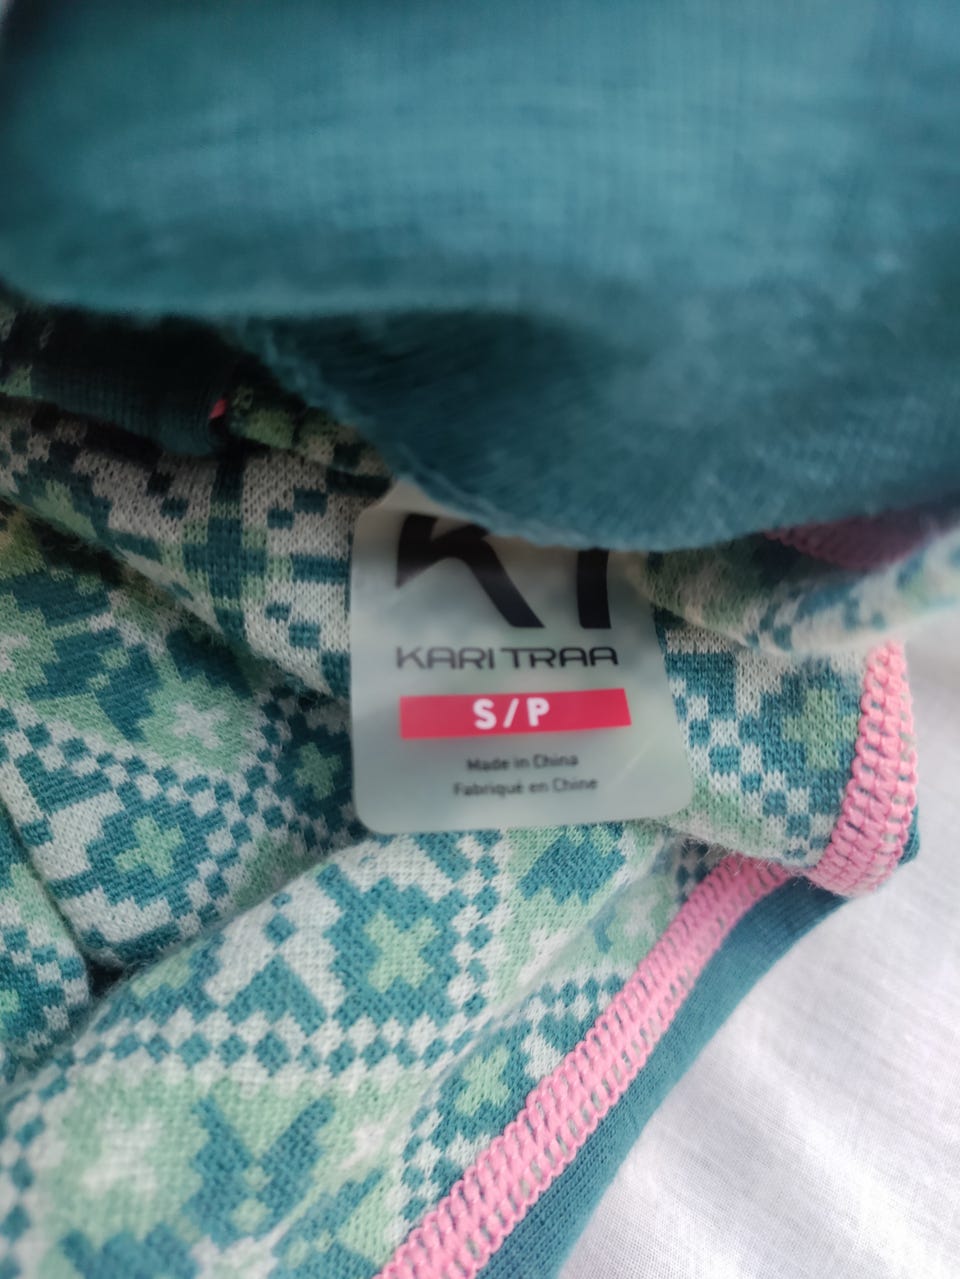 KT
KARI TRAA
S/P
Made in China
Fabriqué en Chine